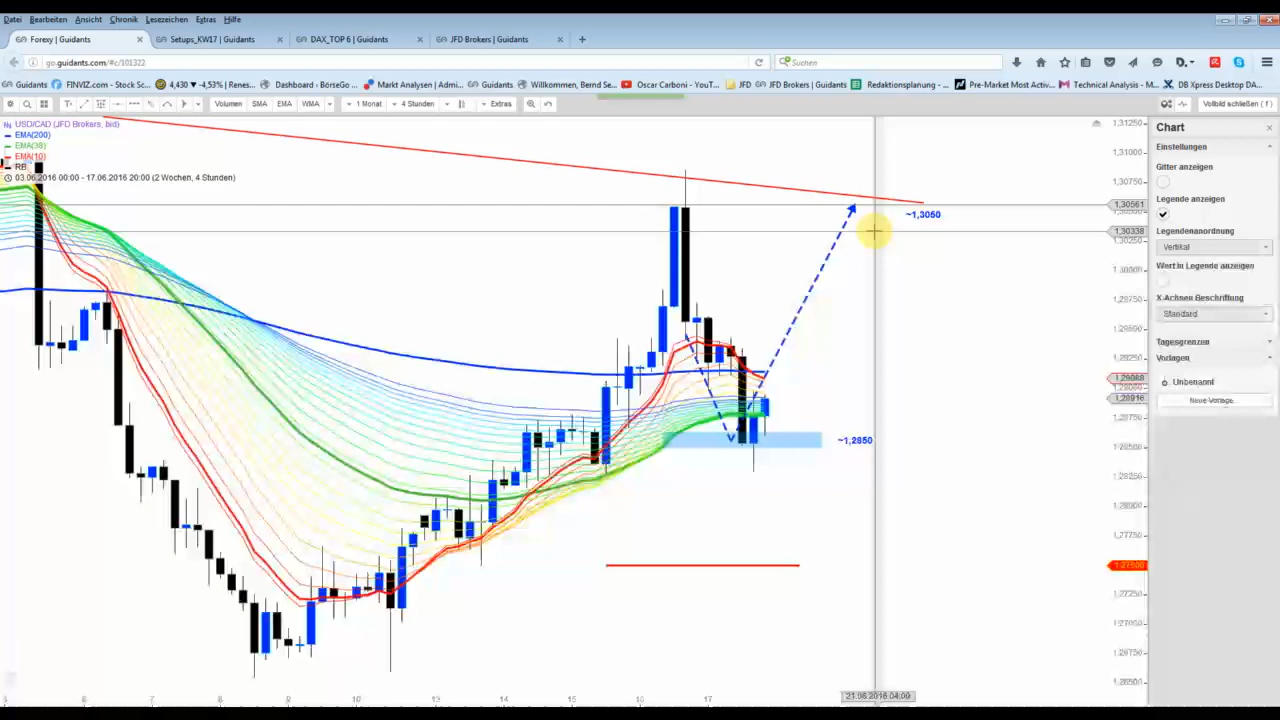 Datei Bearbeiten Ansicht Chronik Lesezeichen Extras Hilfe
Forexy | Guidants
Setups_KW17 | Guidants
DAX_TOP 6 | Guidants
JFD Brokers | Guidants
go.guidants.com/#c/101322
Suchen
Guidants FINVIZ.com - Stock Sc... 4,430 ▾ -4,53% | Renes... Dashboard ‹ BörseGo ... Markt Analysen | Admi... Guidants Willkommen, Bernd Se... Oscar Carboni - YouT... Redaktionsplanung - ... JFD JFD Brokers | Guidants Pre-Market Most Activ... Technical Analysis - M... DB Xpress Desktop DA...
Volumen SMA EMA WMA 1 Monat 4 Stunden Extras
Vollbild schließen ( f )
USD/CAD (JFD Brokers, bid)
EMA(200)
EMA(38)
EMA(10)
RB
03.06.2016 00:00 - 17.06.2016 20:00 (2 Wochen, 4 Stunden)
~1,3050
~1,2850
1,31250
1,31000
1,30750
1,30561
1,30338
1,30250
1,30000
1,29750
1,29500
1,29250
1,28916
1,28750
1,28500
1,28250
1,28000
1,27750
1,27500
1,27250
1,27000
1,26750
1,26500
6 9 10 13 14 15 16 17
21.06.2016 04:00
Chart
Einstellungen
Gitter anzeigen
Legende anzeigen
Legendenanordnung
Vertikal
Wert in Legende anzeigen
X-Achsen Beschriftung
Standard
Tagesgrenzen
Vorlagen
Unbenannt
Neue Vorlage...